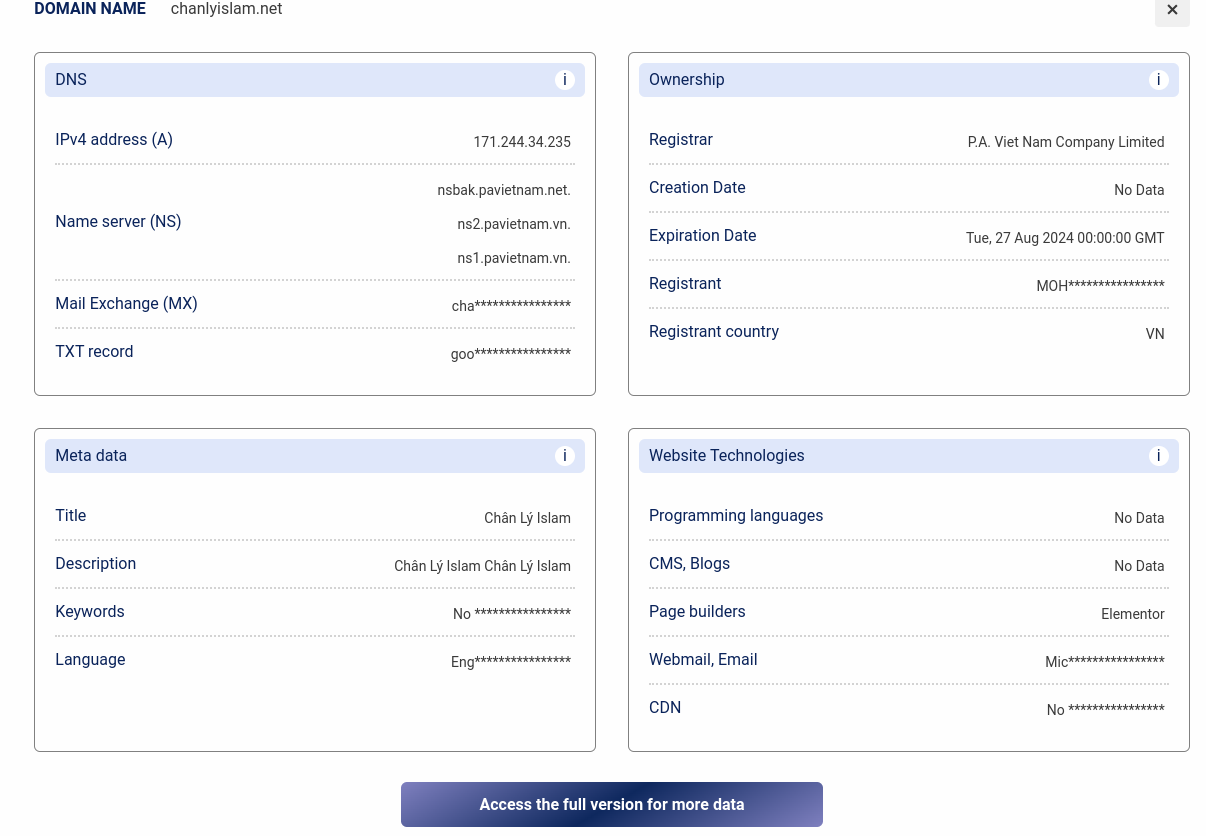 DOMAIN NAME chanlyislam.net
×
DNS i
IPv4 address (A) 171.244.34.235
Name server (NS) nsbak.pavietnam.net.
ns2.pavietnam.vn.
ns1.pavietnam.vn.
Mail Exchange (MX) cha****************
TXT record goo****************
Ownership i
Registrar P.A. Viet Nam Company Limited
Creation Date No Data
Expiration Date Tue, 27 Aug 2024 00:00:00 GMT
Registrant MOH****************
Registrant country VN
Meta data i
Title Chân Lý Islam
Description Chân Lý Islam Chân Lý Islam
Keywords No ****************
Language Eng****************
Website Technologies i
Programming languages No Data
CMS, Blogs No Data
Page builders Elementor
Webmail, Email Mic****************
CDN No ****************
Access the full version for more data